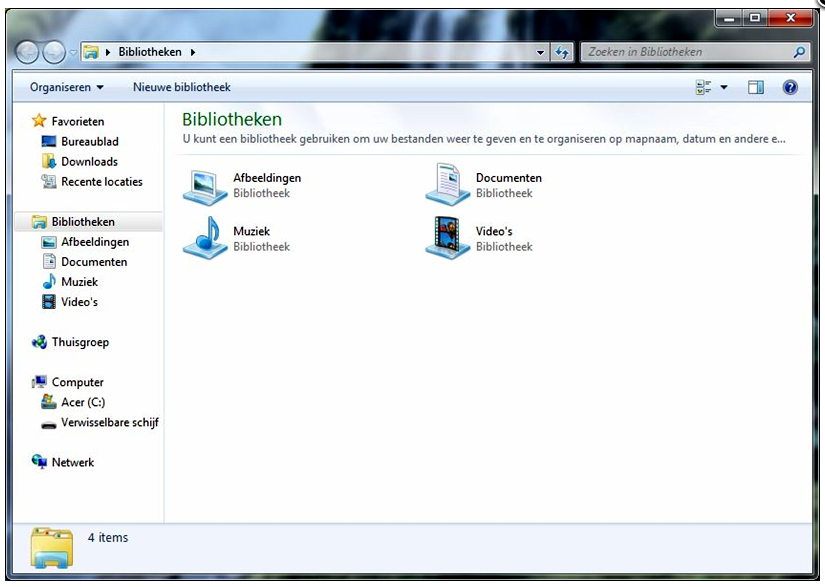 Bibliotheken
Zoeken in Bibliotheken
Organiseren
Nieuwe bibliotheek
Favorieten
Bureaublad
Downloads
Recente locaties
Bibliotheken
Afbeeldingen
Documenten
Muziek
Video's
Thuisgroep
Computer
Acer (C:)
Verwisselbare schijf
Netwerk
Bibliotheken
U kunt een bibliotheek gebruiken om uw bestanden weer te geven en te organiseren op mapnaam, datum en andere e...
Afbeeldingen
Bibliotheek
Documenten
Bibliotheek
Muziek
Bibliotheek
Video's
Bibliotheek
4 items